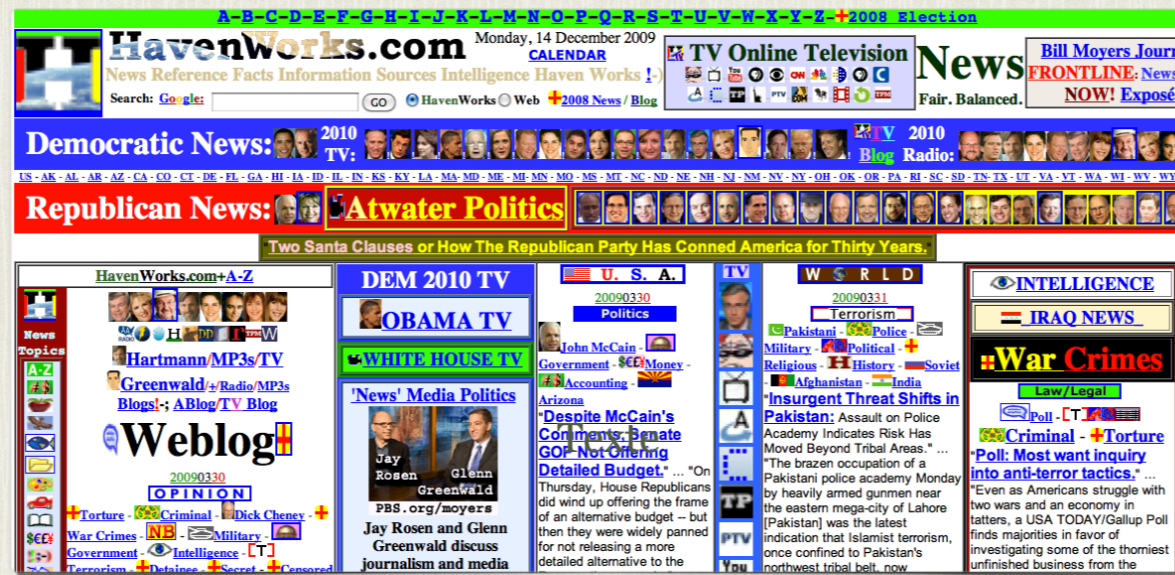 A-B-C-D-E-F-G-H-I-J-K-L-M-N-O-P-Q-R-S-T-U-V-W-X-Y-Z-+2008 Election
HavenWorks.com
Monday, 14 December 2009
CALENDAR
News Reference Facts Information Sources Intelligence Haven Works !-)
Search: Google: GO HavenWorks Web +2008 News / Blog
TV Online Television
News
Fair. Balanced.
Bill Moyers Journ
FRONTLINE: News
NOW! Exposé
Democratic News:
2010 TV:
TV Blog
2010 Radio:
US - AK - AL - AR - AZ - CA - CO - CT - DE - FL - GA - HI - IA - ID - IL - IN - KS - KY - LA - MA- MD - ME - MI- MN - MO - MS - MT - NC - ND - NE - NH - NJ - NM - NV - NY - OH - OK - OR - PA - RI - SC - SD - TN- TX - UT - VA - VT - WA - WI - WV - WY
Republican News:
Atwater Politics
"Two Santa Clauses or How The Republican Party Has Conned America for Thirty Years."
News
Topics
A-Z
#$
$€£¥
HavenWorks.com+A-Z
Hartmann/MP3s/TV
Greenwald/+/Radio/MP3s
Blogs!-; ABlog/TV Blog
Weblog+
20090330
OPINION
+Torture - Criminal - Dick Cheney - +
War Crimes - NB - Military -
Government - Intelligence - [T]
Terrorism - +Detainee - +Secret - +Censored
DEM 2010 TV
OBAMA TV
WHITE HOUSE TV
'News' Media Politics
Jay
Rosen
Glenn
Greenwald
PBS.org/moyers
Jay Rosen and Glenn
Greenwald discuss
journalism and media
U. S. A.
20090330
Politics
John McCain -
Government - $€£¥Money -
#$Accounting -
Arizona
"Despite McCain's
Comments, Senate
GOP Not Offering
Detailed Budget." ... "On
Thursday, House Republicans
did wind up offering the frame
of an alternative budget -- but
then they were widely panned
for not releasing a more
detailed alternative to the
Texte
TV
A
TP
PTV
You
WORLD
20090331
Terrorism
Pakistani - Police -
Military - Political - +
Religious - H History - Soviet
- Afghanistan - India
"Insurgent Threat Shifts in
Pakistan: Assault on Police
Academy Indicates Risk Has
Moved Beyond Tribal Areas." ...
"The brazen occupation of a
Pakistani police academy Monday
by heavily armed gunmen near
the eastern mega-city of Lahore
[Pakistan] was the latest
indication that Islamist terrorism,
once confined to Pakistan's
northwest tribal belt, now
INTELLIGENCE
IRAQ NEWS
+War Crimes
Law/Legal
Poll - [T]
Criminal - +Torture
"Poll: Most want inquiry
into anti-terror tactics." ...
"Even as Americans struggle with
two wars and an economy in
tatters, a USA TODAY/Gallup Poll
finds majorities in favor of
investigating some of the thorniest
unfinished business from the